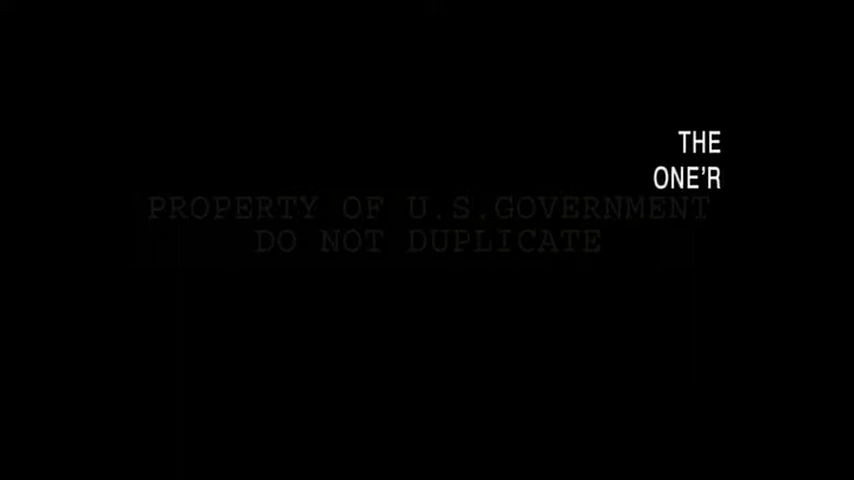 THE
ONE'R
PROPERTY OF U.S.GOVERNMENT
DO NOT DUPLICATE